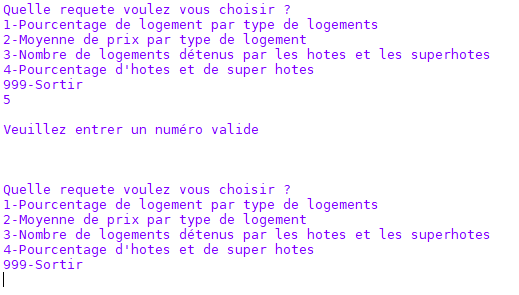 Quelle requete voulez vous choisir ?
1-Pourcentage de logement par type de logements
2-Moyenne de prix par type de logement
3-Nombre de logements détenus par les hotes et les superhotes
4-Pourcentage d'hotes et de super hotes
999-Sortir
5
Veuillez entrer un numéro valide
Quelle requete voulez vous choisir ?
1-Pourcentage de logement par type de logements
2-Moyenne de prix par type de logement
3-Nombre de logements détenus par les hotes et les superhotes
4-Pourcentage d'hotes et de super hotes
999-Sortir